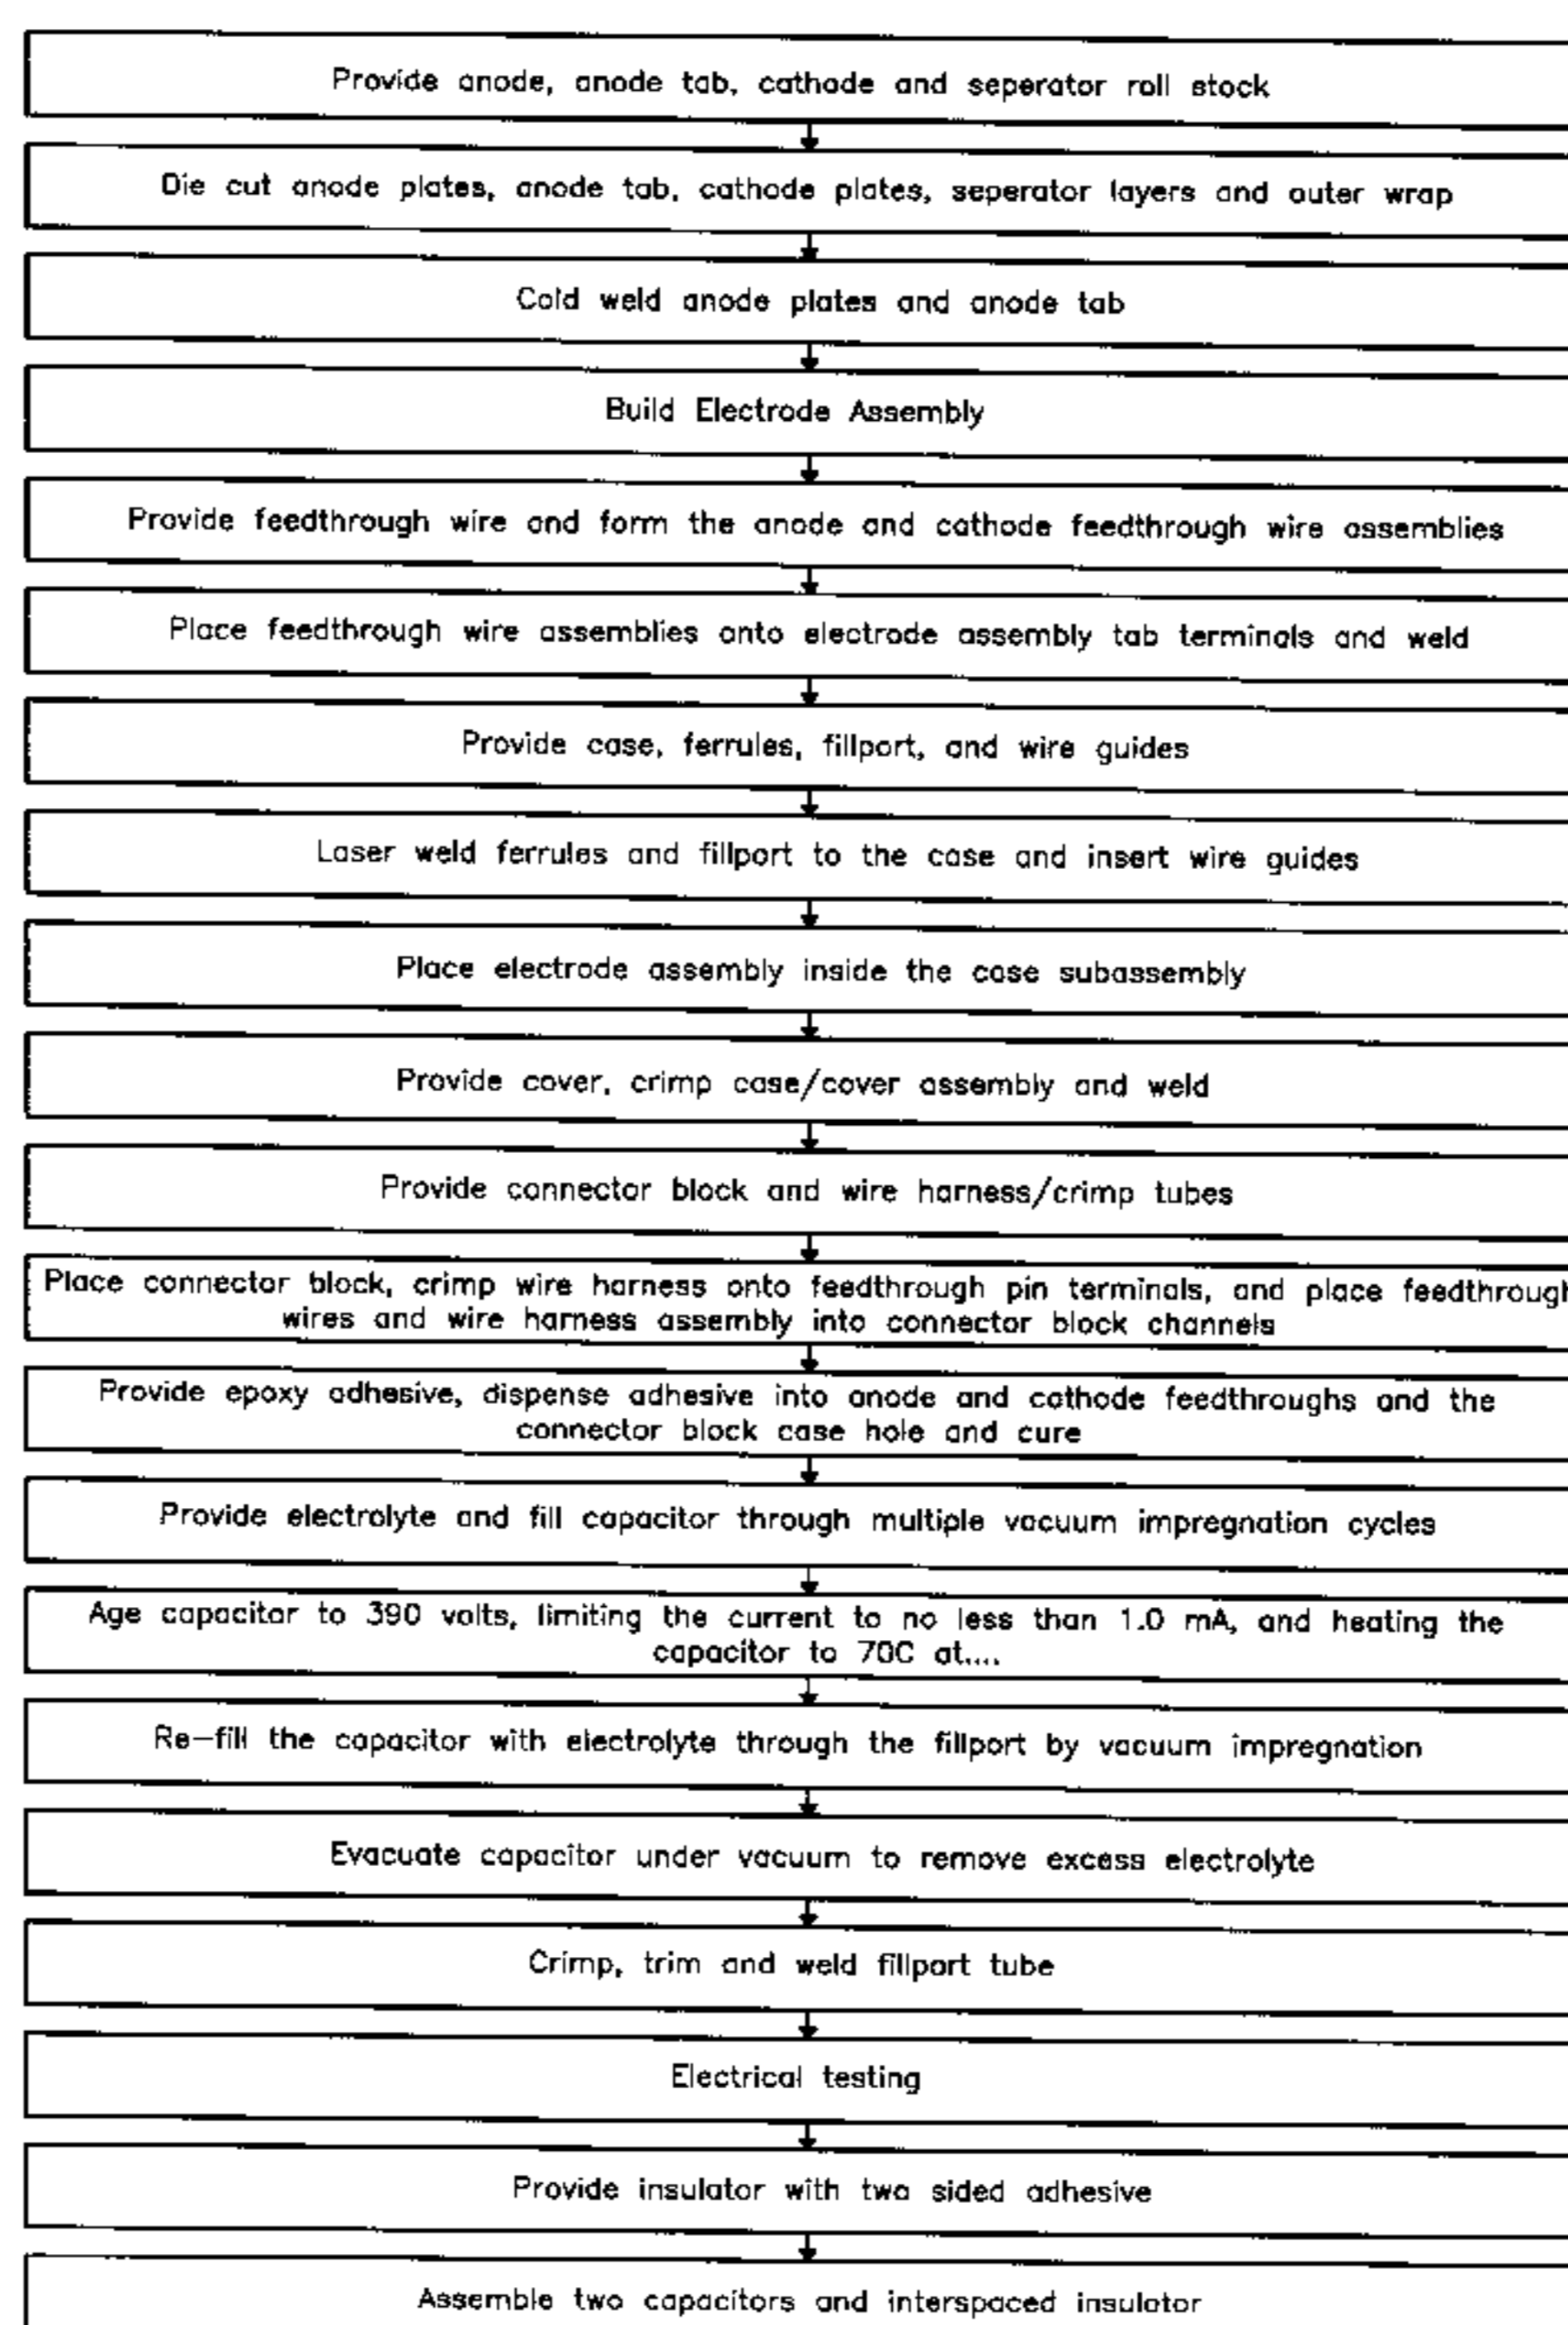 Provide anode, anode tab, cathode and seperator roll stock
Die cut anode plates, anode tab, cathode plates, seperator layers and outer wrap
Cold weld anode plates and anode tab
Build Electrode Assembly
Provide feedthrough wire and form the anode and cathode feedthrough wire assemblies
Place feedthrough wire assemblies onto electrode assembly tab terminals and weld
Provide case, ferrules, fillport, and wire guides
Laser weld ferrules and fillport to the case and insert wire guides
Place electrode assembly inside the case subassembly
Provide cover, crimp case/cover assembly and weld
Provide connector block and wire harness/crimp tubes
Place connector block, crimp wire harness onto feedthrough pin terminals, and place feedthrough
wires and wire harness assembly into connector block channels
Provide epoxy adhesive, dispense adhesive into anode and cathode feedthroughs and the
connector block case hole and cure
Provide electrolyte and fill capacitor through multiple vacuum impregnation cycles
Age capacitor to 390 volts, limiting the current to no less than 1.0 mA, and heating the
capacitor to 70C at....
Re-fill the capacitor with electrolyte through the fillport by vacuum impregnation
Evacuate capacitor under vacuum to remove excess electrolyte
Crimp, trim and weld fillport tube
Electrical testing
Provide insulator with two sided adhesive
Assemble two capacitors and interspaced insulator